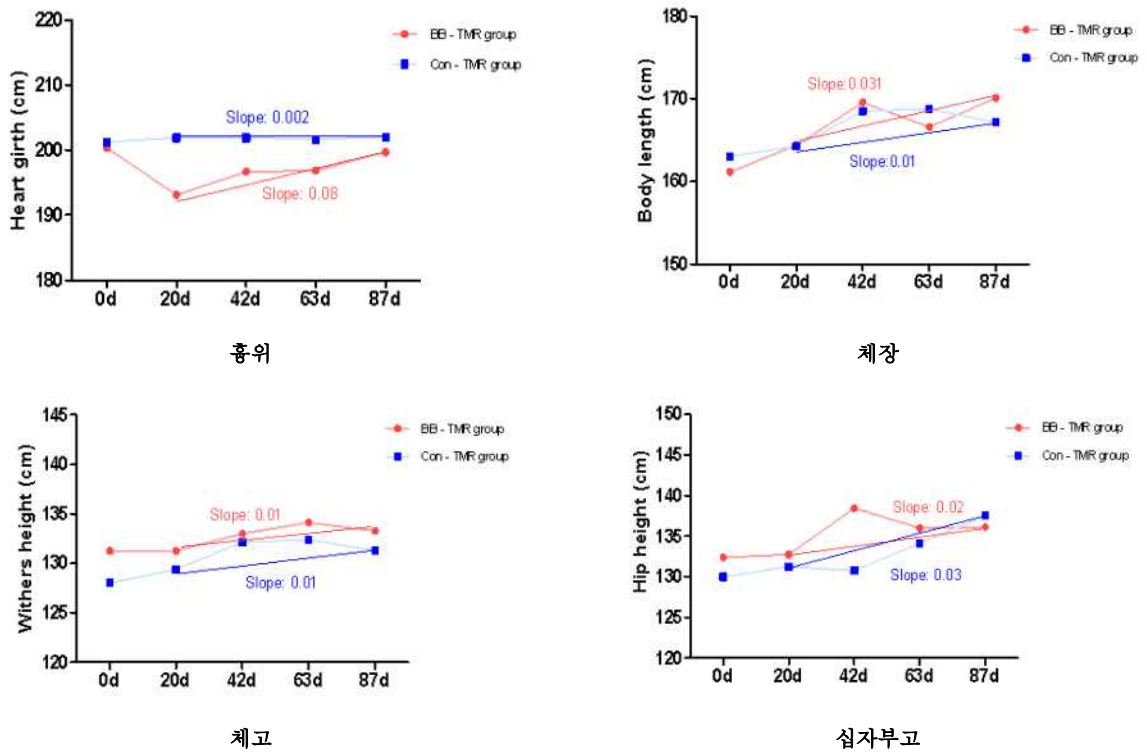 220
210
200
190
180
Heart girth (cm)
BB - TMR group
Con - TMR group
Slope: 0.002
Slope: 0.08
0d 20d 42d 63d 87d
흉위
180
170
160
150
Body length (cm)
BB - TMR group
Con - TMR group
Slope:0.031
Slope:0.01
0d 20d 42d 63d 87d
체장
145
140
135
130
125
120
Withers height (cm)
BB - TMR group
Con - TMR group
Slope: 0.01
Slope: 0.01
0d 20d 42d 63d 87d
체고
150
145
140
135
130
125
120
Hip height (cm)
BB - TMR group
Con - TMR group
Slope: 0.02
Slope: 0.03
0d 20d 42d 63d 87d
십자부고